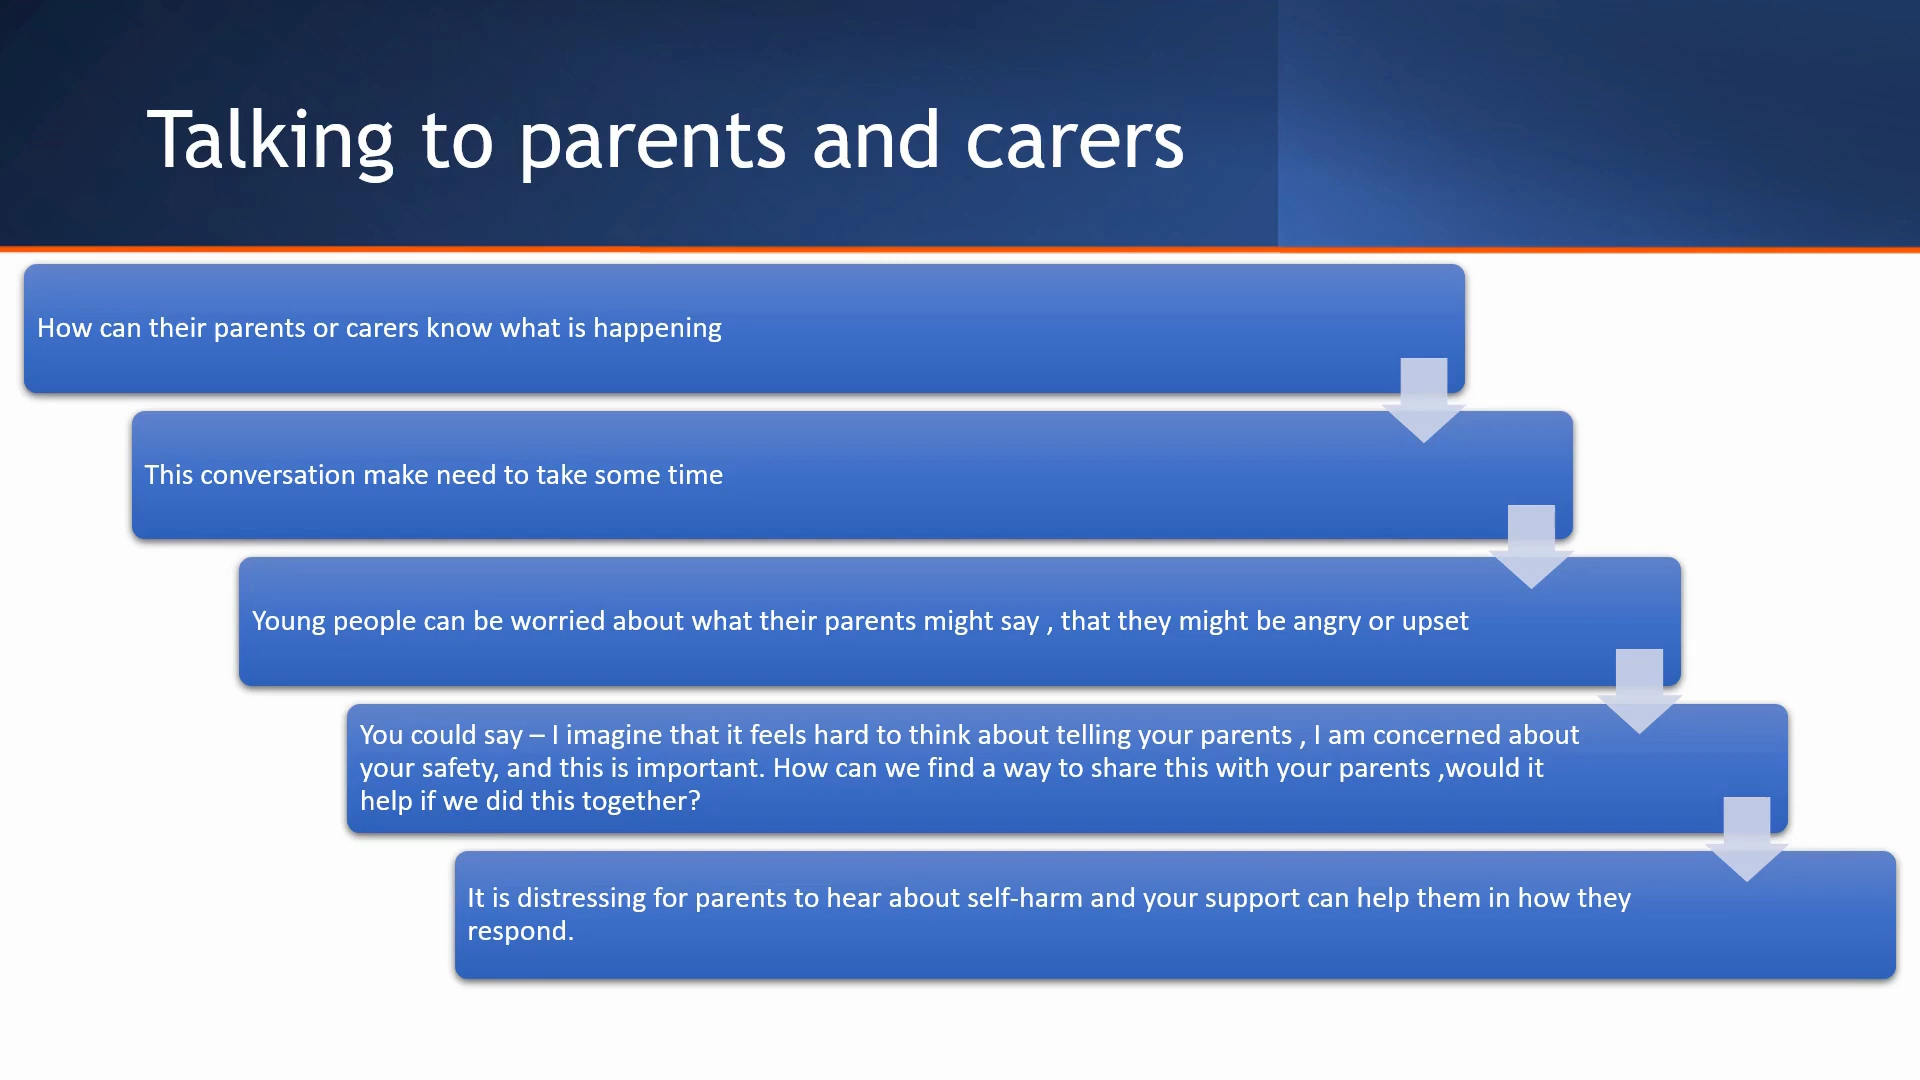 Talking to parents and carers
How can their parents or carers know what is happening
This conversation make need to take some time
Young people can be worried about what their parents might say , that they might be angry or upset
You could say – I imagine that it feels hard to think about telling your parents , I am concerned about
your safety, and this is important. How can we find a way to share this with your parents ,would it
help if we did this together?
It is distressing for parents to hear about self-harm and your support can help them in how they
respond.